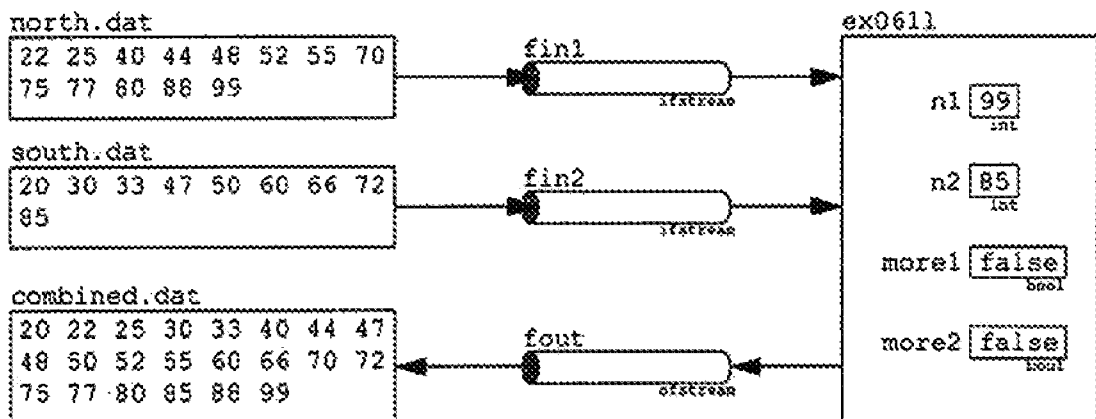 north.dat
22 25 40 44 48 52 55 70
75 77 80 88 99
fin1
ifstream
ex0611
n1 99
int
south.dat
20 30 33 47 50 60 66 72
85
fin2
ifstream
n2 85
int
more1 false
bool
combined.dat
20 22 25 30 33 40 44 47
48 50 52 55 60 66 70 72
75 77 80 85 88 99
fout
ofstream
more2 false
bool